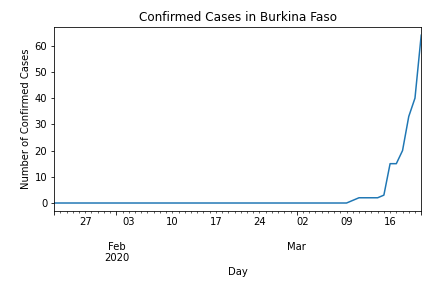 Confirmed Cases in Burkina Faso
Number of Confirmed Cases
60
50
40
30
20
10
0
27 03 10 17 24 02 09 16
Feb Mar
2020
Day